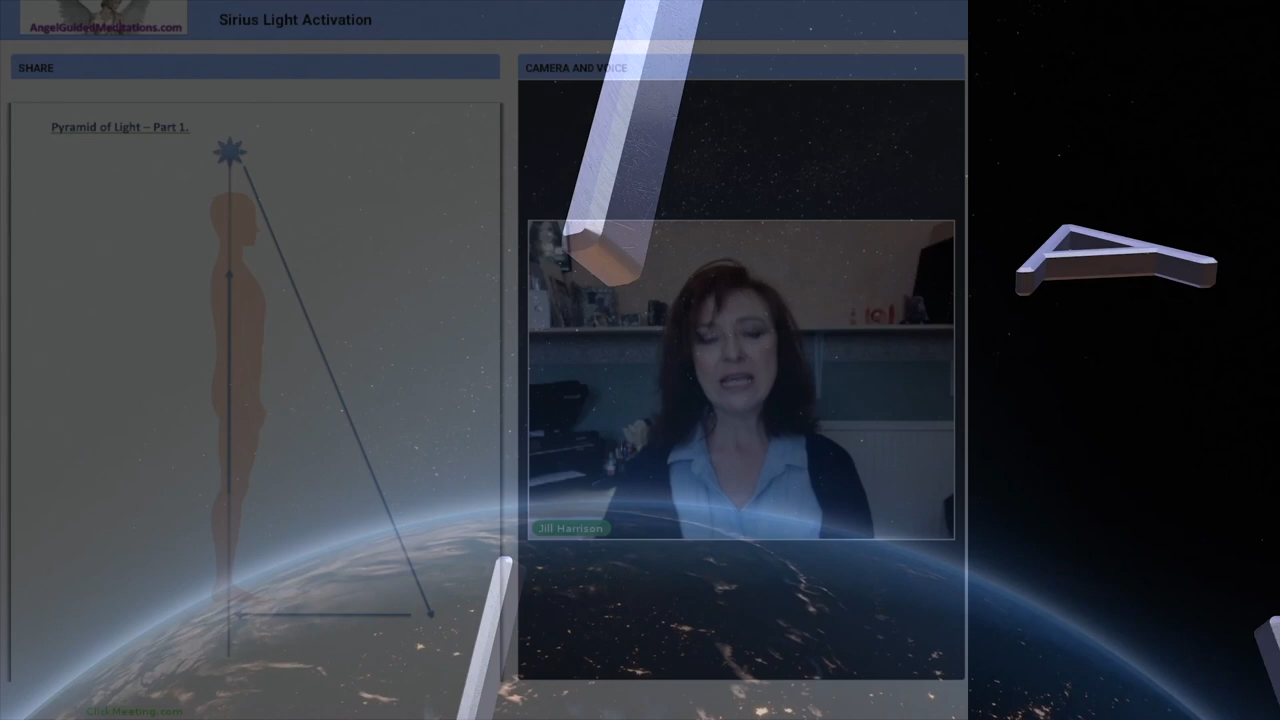 AngelGuidedMeditations.com
Sirius Light Activation
SHARE
CAMERA AND VOICE
Pyramid of Light – Part 1.
Jill Harrison
A
ClickMeeting.com